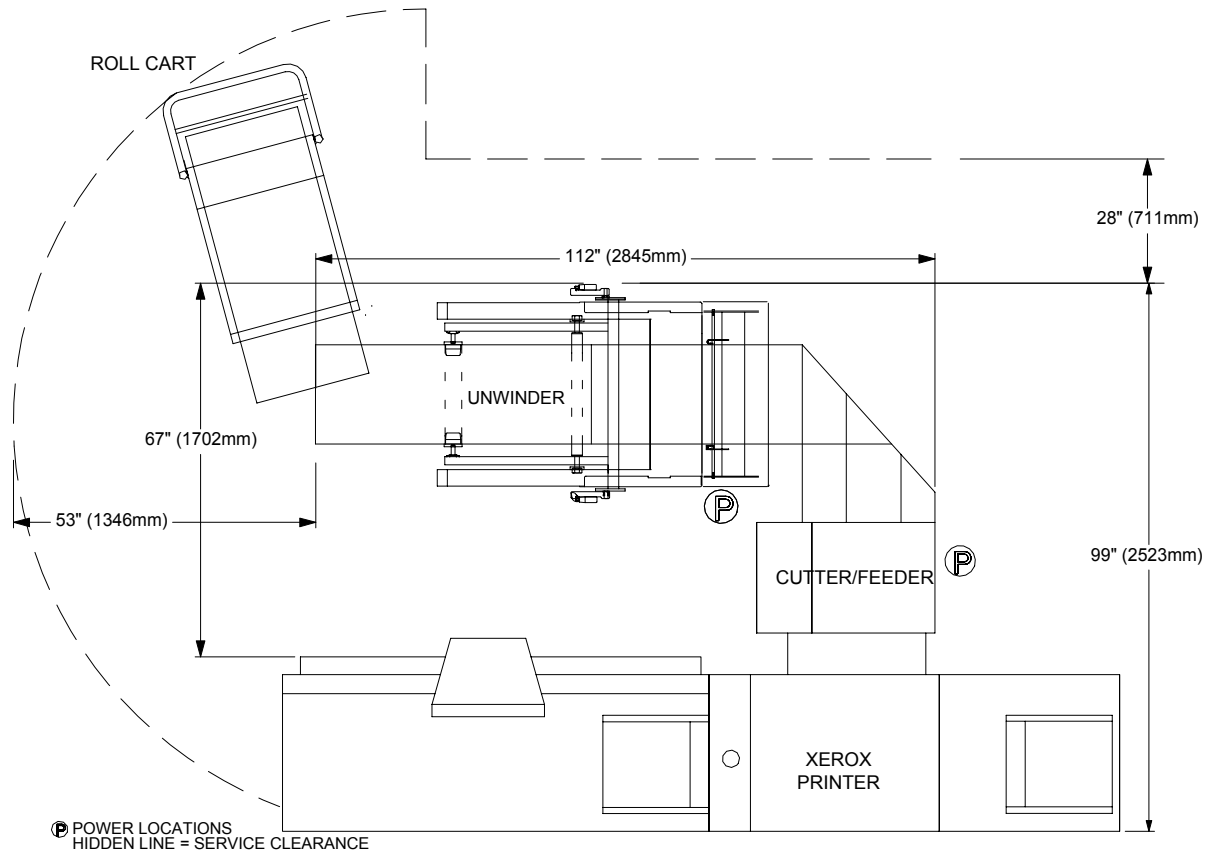 ROLL CART
28" (711mm)
112" (2845mm)
UNWINDER
67" (1702mm)
P
53" (1346mm)
99" (2523mm)
CUTTER/FEEDER
P
XEROX
PRINTER
P POWER LOCATIONS
HIDDEN LINE = SERVICE CLEARANCE